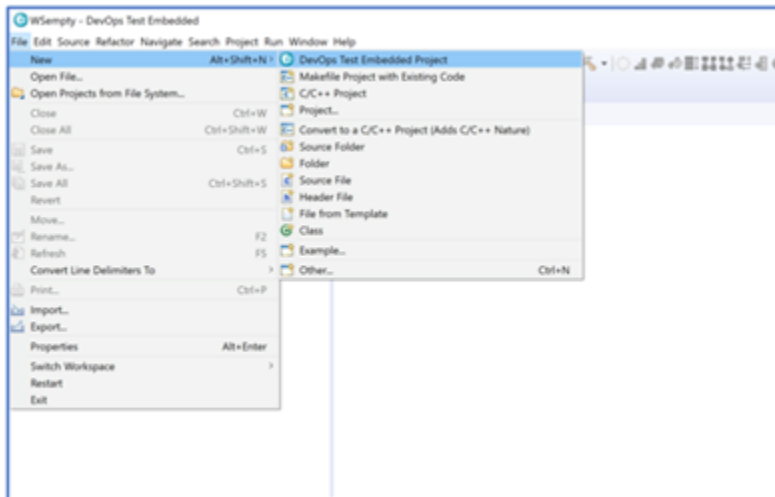 WSempty - DevOps Test Embedded
File Edit Source Refactor Navigate Search Project Run Window Help
New Alt+Shift+N >
Open File...
Open Projects from File System...
Close Ctrl+W
Close All Ctrl+Shift+W
Save Ctrl+S
Save As...
Save All Ctrl+Shift+S
Revert
Move...
Rename... F2
Refresh F5
Convert Line Delimiters To >
Print... Ctrl+P
Import...
Export...
Properties Alt+Enter
Switch Workspace >
Restart
Exit
DevOps Test Embedded Project
Makefile Project with Existing Code
C/C++ Project
Project...
Convert to a C/C++ Project (Adds C/C++ Nature)
Source Folder
Folder
Source File
Header File
File from Template
Class
Example...
Other... Ctrl+N